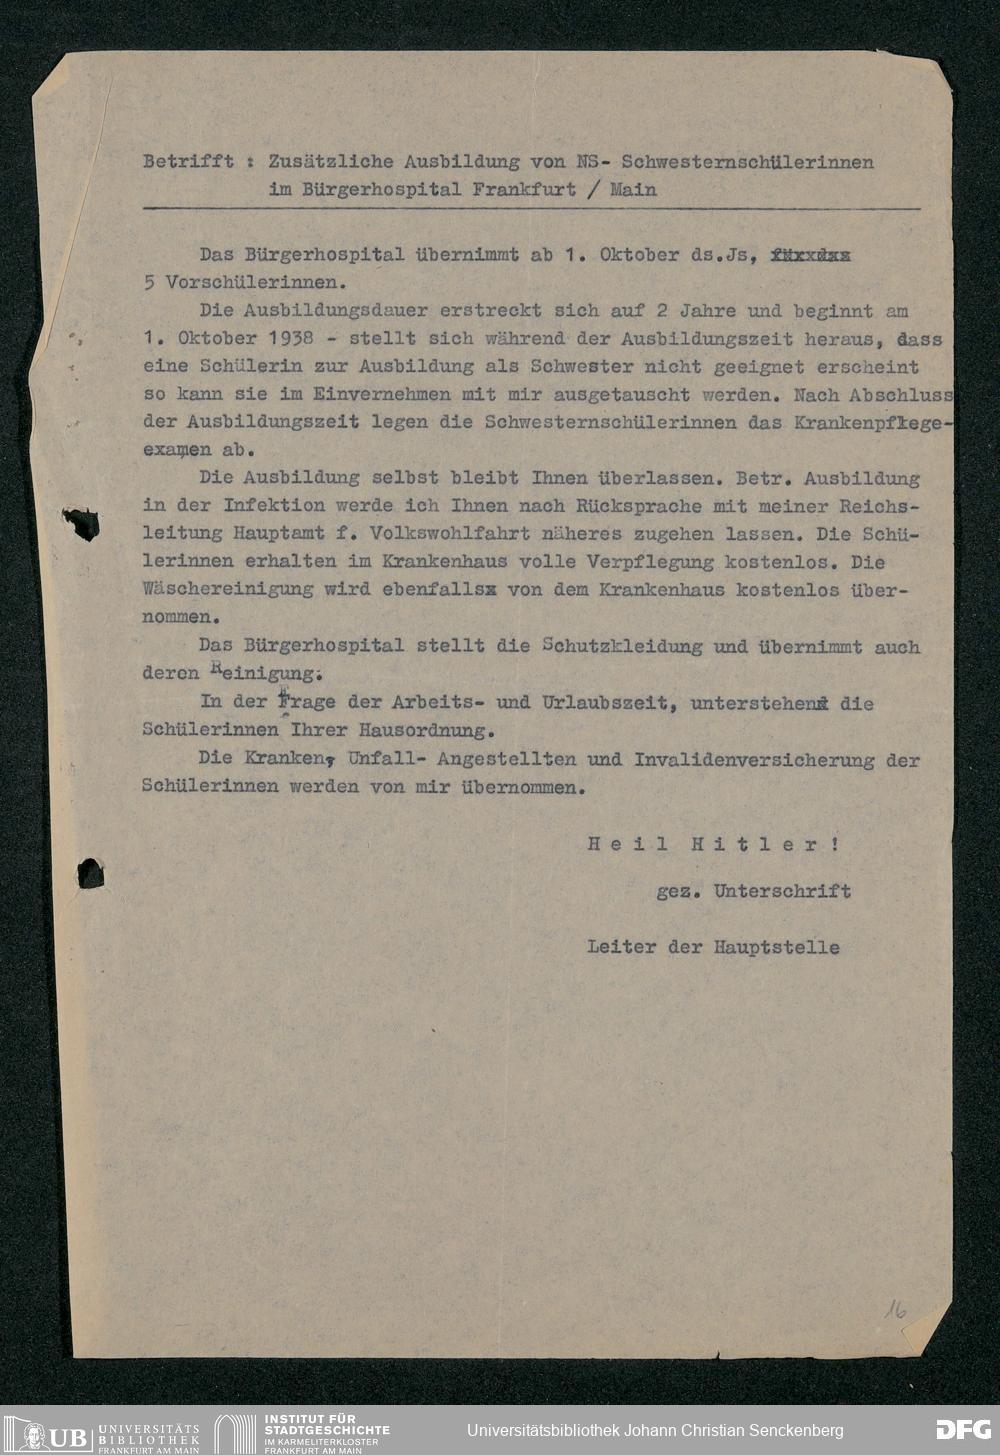 Betrifft : Zusätzliche Ausbildung von NS- Schwesternschülerinnen
im Bürgerhospital Frankfurt / Main
Das Bürgerhospital übernimmt ab 1. Oktober ds.Js,
5 Vorschülerinnen.
Die Ausbildungsdauer erstreckt sich auf 2 Jahre und beginnt am
1. Oktober 1938 - stellt sich während der Ausbildungszeit heraus, dass
eine Schülerin zur Ausbildung als Schwester nicht geeignet erscheint
so kann sie im Einvernehmen mit mir ausgetauscht werden. Nach Abschluss
der Ausbildungszeit legen die Schwesternschülerinnen das Krankenpflege-
examen ab.
Die Ausbildung selbst bleibt Ihnen überlassen. Betr. Ausbildung
in der Infektion werde ich Ihnen nach Rücksprache mit meiner Reichs-
leitung Hauptamt f. Volkswohlfahrt näheres zugehen lassen. Die Schü-
lerinnen erhalten im Krankenhaus volle Verpflegung kostenlos. Die
Wäschereinigung wird ebenfalls von dem Krankenhaus kostenlos über-
nommen.
Das Bürgerhospital stellt die Schutzkleidung und übernimmt auch
deren Reinigung.
In der Frage der Arbeits- und Urlaubszeit, unterstehen die
Schülerinnen Ihrer Hausordnung.
Die Kranken, Unfall- Angestellten und Invalidenversicherung der
Schülerinnen werden von mir übernommen.
H e i l H i t l e r !
gez. Unterschrift
Leiter der Hauptstelle
16
UB UNIVERSITÄTS
BIBLIOTHEK
FRANKFURT AM MAIN
INSTITUT FÜR
STADTGESCHICHTE
IM KARMELITERKLOSTER
FRANKFURT AM MAIN
Universitätsbibliothek Johann Christian Senckenberg
DFG